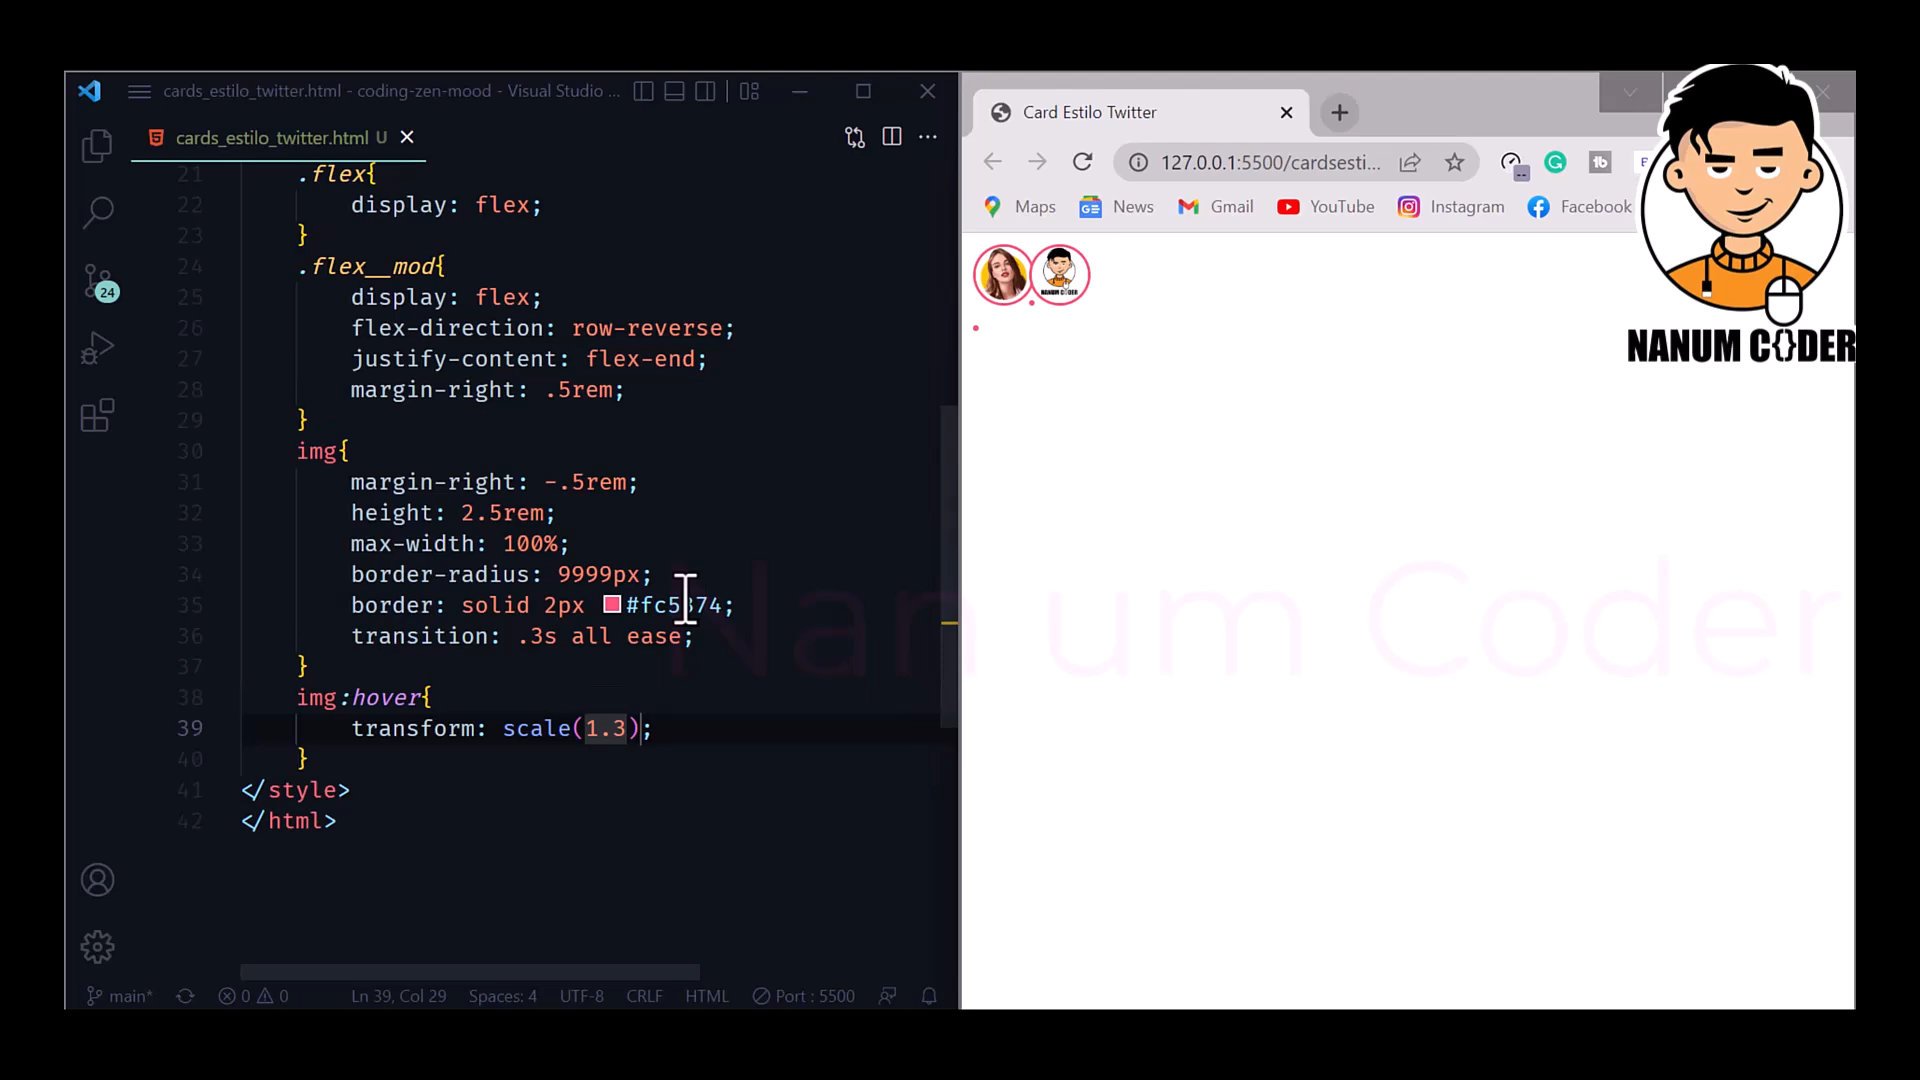 cards_estilo_twitter.html - coding-zen-mood - Visual Studio ...
cards_estilo_twitter.html U
21 .flex{
22 display: flex;
23 }
24 .flex__mod{
25 display: flex;
26 flex-direction: row-reverse;
27 justify-content: flex-end;
28 margin-right: .5rem;
29 }
30 img{
31 margin-right: -.5rem;
32 height: 2.5rem;
33 max-width: 100%;
34 border-radius: 9999px;
35 border: solid 2px
36 transition: .3s all ease;
37 }
38 img:hover{
39 transform: scale(1.3);
40 }
41 </style>
42 </html>
24
main* 0 0 Ln 39, Col 29 Spaces: 4 UTF-8 CRLF HTML Port : 5500
Card Estilo Twitter
127.0.0.1:5500/cardsesti...
Maps News Gmail YouTube Instagram Facebook
NANUM CODER
NANUM C{}DER
Nanum Coder